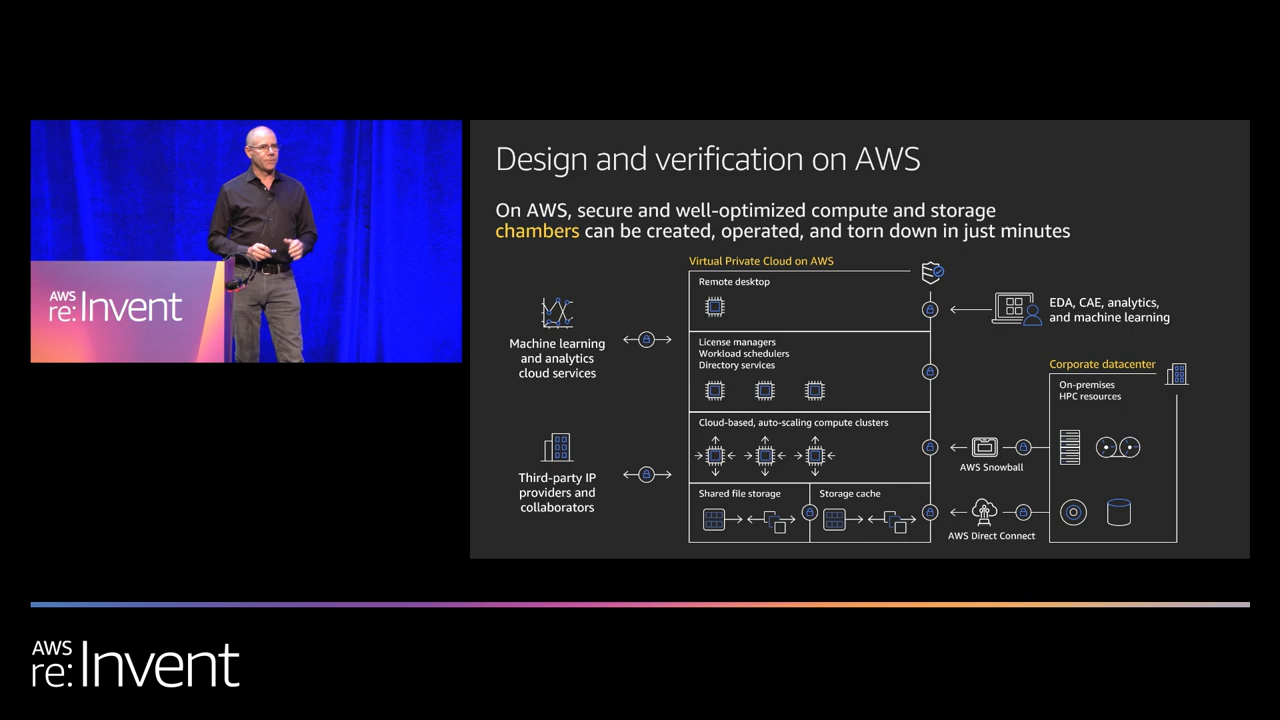 AWS
re:Invent
Design and verification on AWS
On AWS, secure and well-optimized compute and storage
chambers can be created, operated, and torn down in just minutes
Virtual Private Cloud on AWS
Remote desktop
License managers
Workload schedulers
Directory services
Cloud-based, auto-scaling compute clusters
Shared file storage
Storage cache
Machine learning
and analytics
cloud services
Third-party IP
providers and
collaborators
EDA, CAE, analytics,
and machine learning
Corporate datacenter
On-premises
HPC resources
AWS Snowball
AWS Direct Connect
AWS
re:Invent